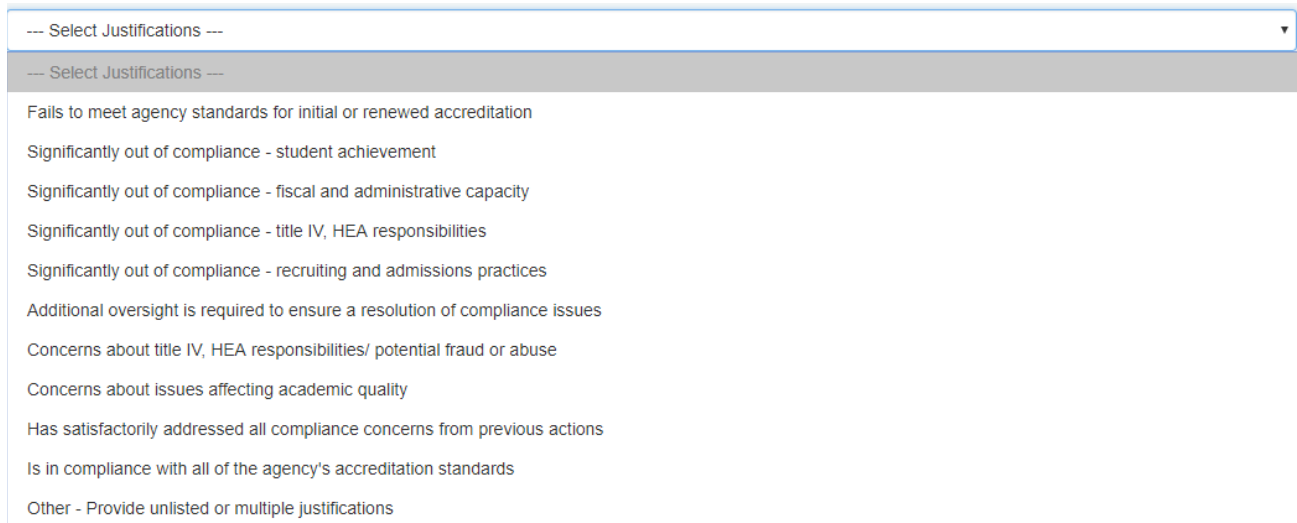 --- Select Justifications ---
--- Select Justifications ---
Fails to meet agency standards for initial or renewed accreditation
Significantly out of compliance - student achievement
Significantly out of compliance - fiscal and administrative capacity
Significantly out of compliance - title IV, HEA responsibilities
Significantly out of compliance - recruiting and admissions practices
Additional oversight is required to ensure a resolution of compliance issues
Concerns about title IV, HEA responsibilities/ potential fraud or abuse
Concerns about issues affecting academic quality
Has satisfactorily addressed all compliance concerns from previous actions
Is in compliance with all of the agency's accreditation standards
Other - Provide unlisted or multiple justifications